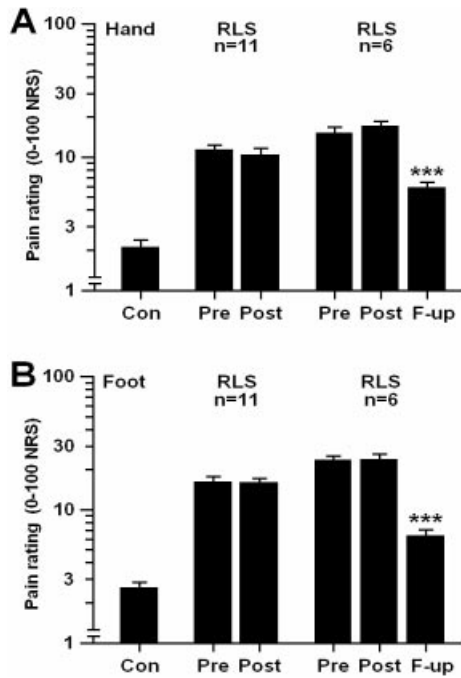 A
Hand
RLS
n=11
RLS
n=6
Pain rating (0-100 NRS)
100
30
10
3
1
***
Con
Pre
Post
Pre
Post
F-up
B
Foot
RLS
n=11
RLS
n=6
Pain rating (0-100 NRS)
100
30
10
3
1
***
Con
Pre
Post
Pre
Post
F-up